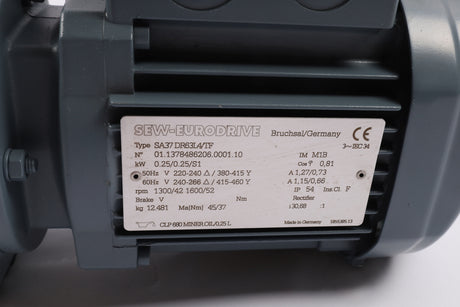 SEW-EURODRIVE Bruchsal/Germany CE
Type SA37 DR63L4/TF 3~IEC34
N° 01.1378486206.0001.10 IM M1B
kW 0.25/0.25/S1 Cos φ 0,81
50Hz V 220-240 Δ/380-415 Y A 1,27/0,73
60Hz V 240-266 Δ/415-460 Y A 1,15/0,66
rpm 1300/42 1600/52 IP 54 Ins.Cl. F
Brake V Nm Rectifier
kg 12.481 Ma(Nm) 45/37 i 30,68 :1
CLP 680 MINER.OIL/0.25 L Made in Germany